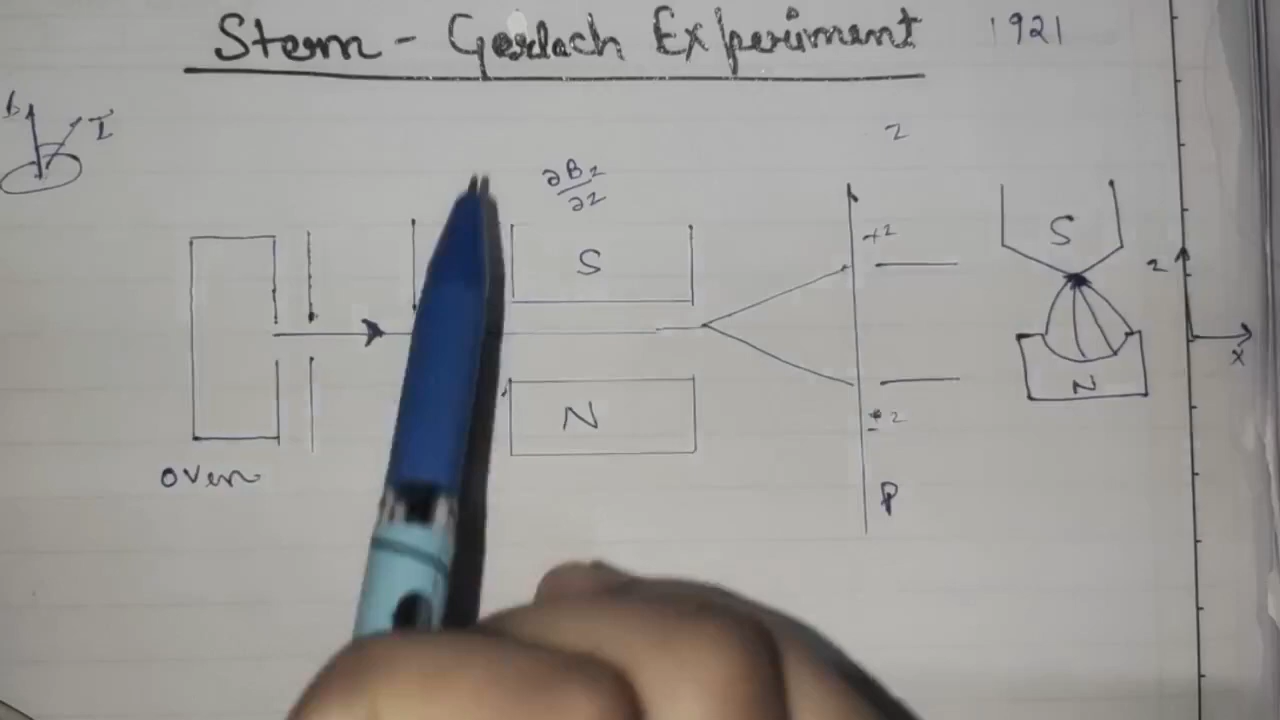 Stern - Gerlach Experiment 1921
L I
∂Bz
∂z
z
S
+z
S
z
x
N
N
±z
oven
P